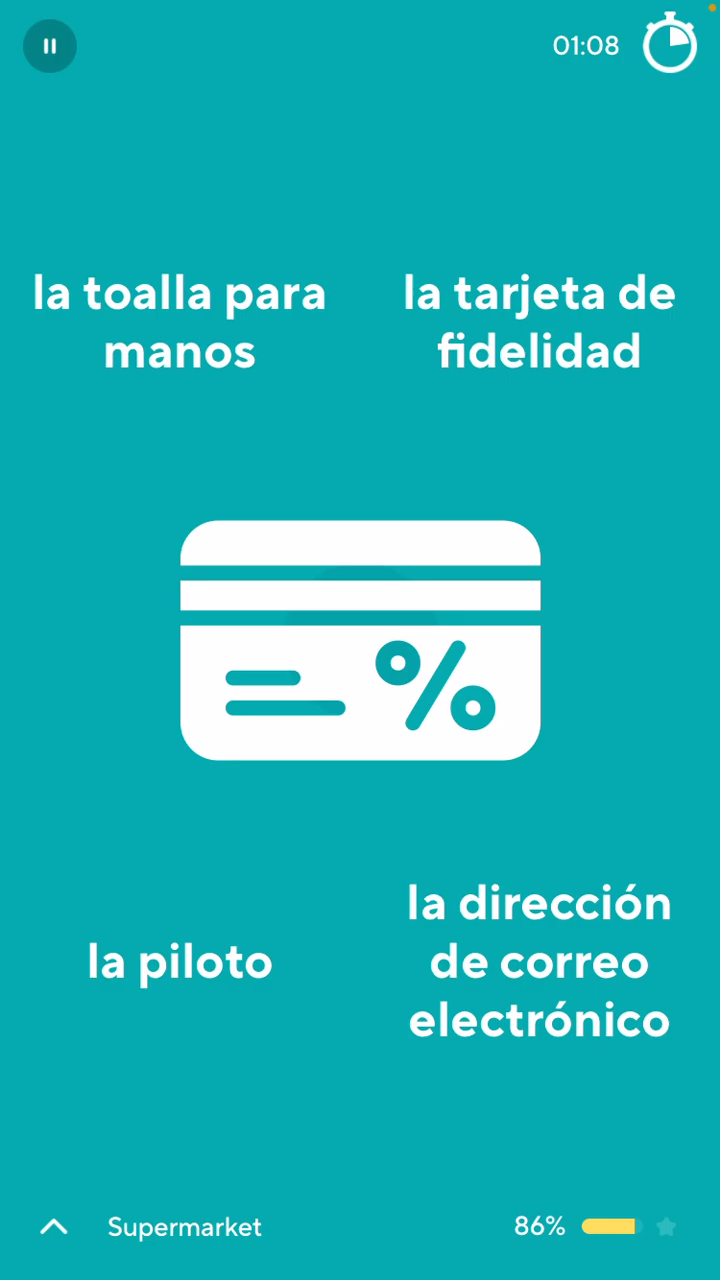 01:08
la toalla para
manos
la tarjeta de
fidelidad
%
la piloto
la dirección
de correo
electrónico
Supermarket
86%